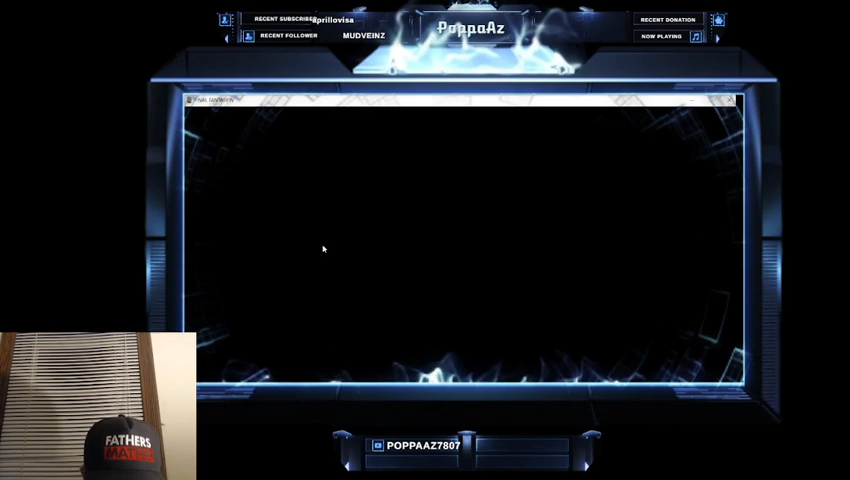 RECENT SUBSCRIBER
aprillovisa
PoppaAz
RECENT DONATION
RECENT FOLLOWER
MUDVEINZ
NOW PLAYING
POPPAAZ7807
FATHERS
MATTER